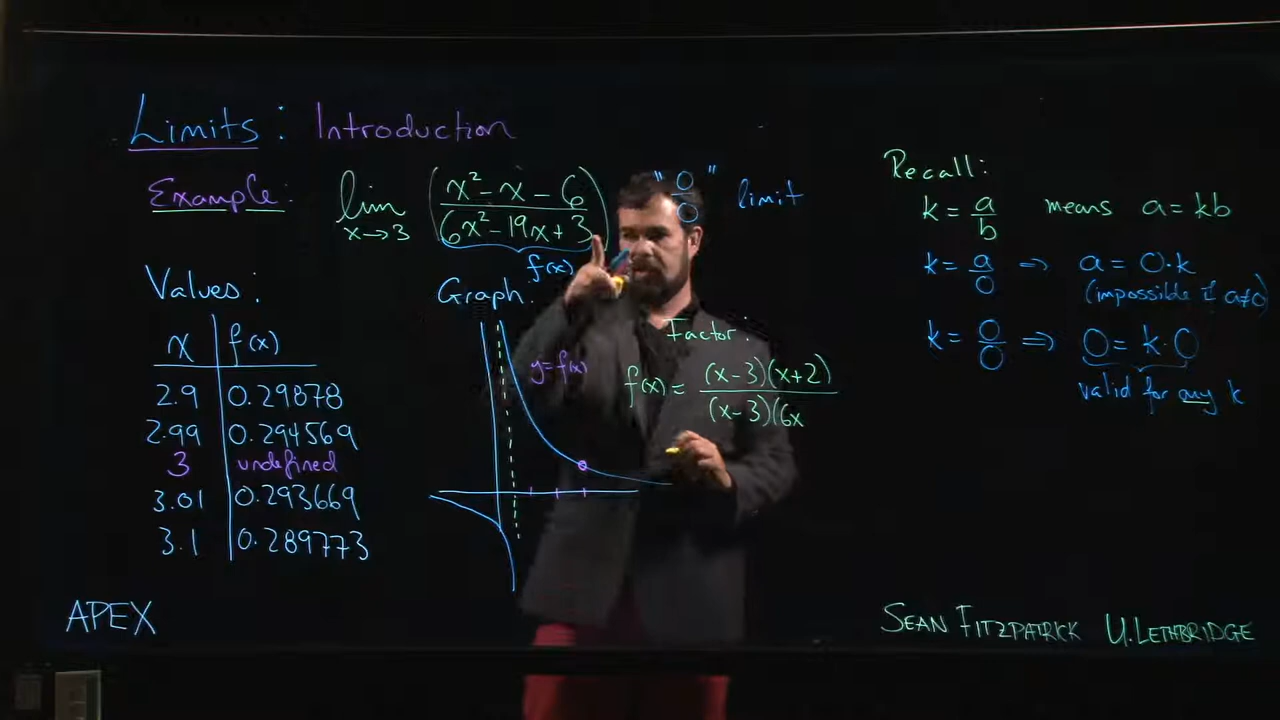 Limits: Introduction
Example: lim x→3 (x² - x - 6 / 6x² - 19x + 3) "0/0" limit
f(x)
Values:
x f(x)
2.9 0.29878
2.99 0.294569
3 undefined
3.01 0.293669
3.1 0.289773
Graph:
y=f(x)
Factor:
f(x) = (x-3)(x+2) / (x-3)(6x
Recall:
k = a/b means a = kb
k = a/0 ⇒ a = 0·k
(impossible if a≠0)
k = 0/0 ⇒ 0 = k·0
valid for any k
APEX
SEAN FITZPATRICK U. LETHBRIDGE